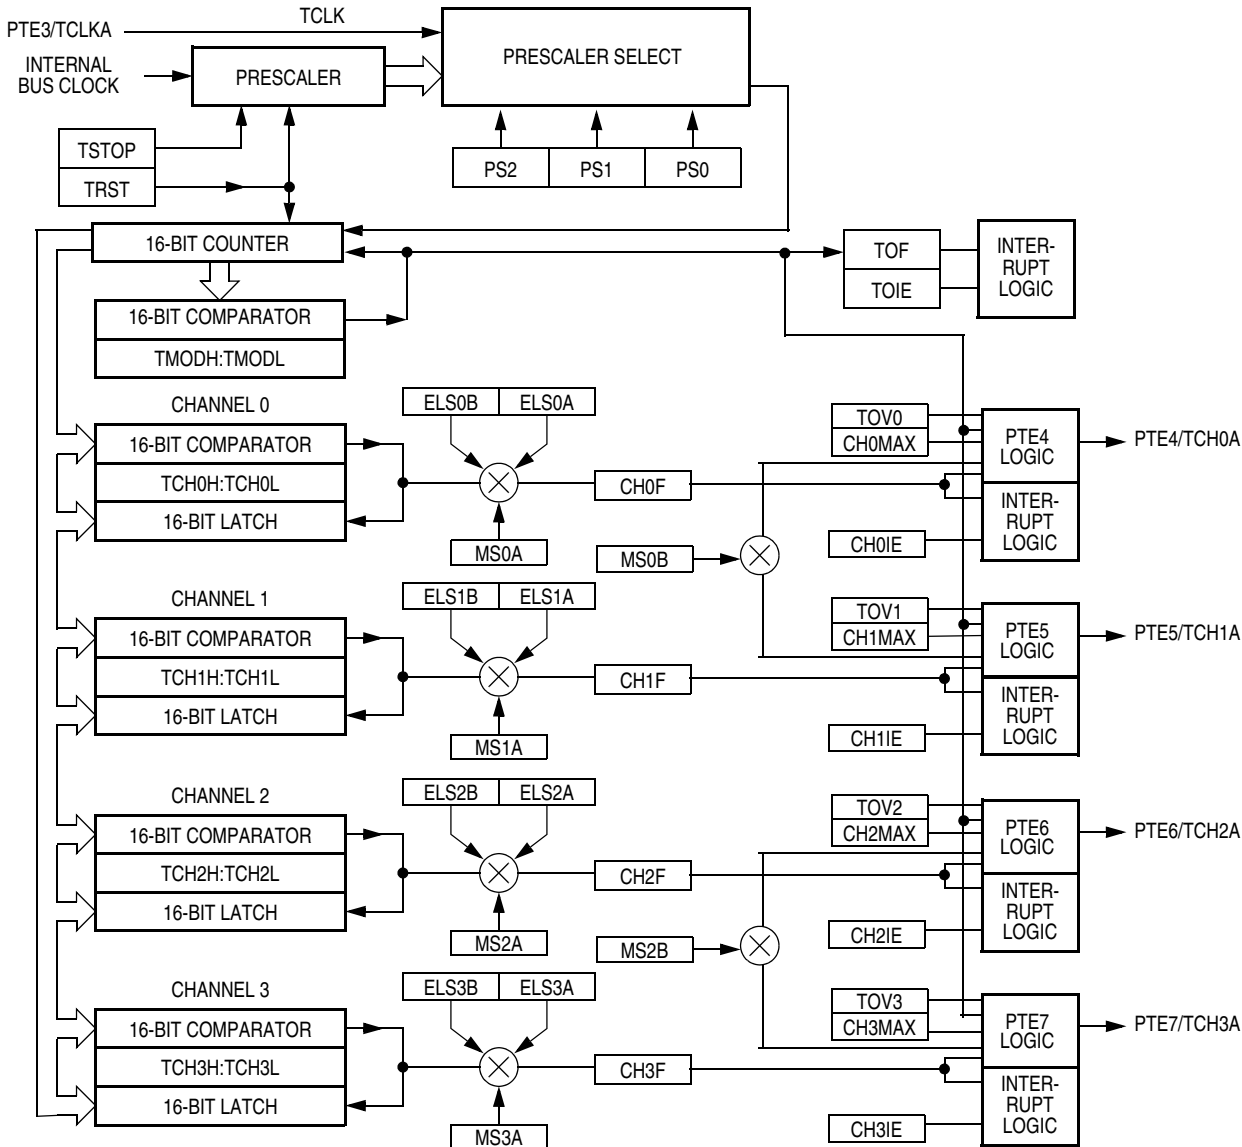 TCLK
PTE3/TCLKA
INTERNAL
BUS CLOCK
PRESCALER
PRESCALER SELECT
TSTOP
TRST
PS2
PS1
PS0
16-BIT COUNTER
16-BIT COMPARATOR
TMODH:TMODL
TOF
TOIE
INTER-
RUPT
LOGIC
CHANNEL 0
16-BIT COMPARATOR
TCH0H:TCH0L
16-BIT LATCH
ELS0B
ELS0A
MS0A
CH0F
MS0B
TOV0
CH0MAX
CH0IE
PTE4
LOGIC
INTER-
RUPT
LOGIC
PTE4/TCH0A
CHANNEL 1
16-BIT COMPARATOR
TCH1H:TCH1L
16-BIT LATCH
ELS1B
ELS1A
MS1A
CH1F
TOV1
CH1MAX
CH1IE
PTE5
LOGIC
INTER-
RUPT
LOGIC
PTE5/TCH1A
CHANNEL 2
16-BIT COMPARATOR
TCH2H:TCH2L
16-BIT LATCH
ELS2B
ELS2A
MS2A
CH2F
MS2B
TOV2
CH2MAX
CH2IE
PTE6
LOGIC
INTER-
RUPT
LOGIC
PTE6/TCH2A
CHANNEL 3
16-BIT COMPARATOR
TCH3H:TCH3L
16-BIT LATCH
ELS3B
ELS3A
MS3A
CH3F
TOV3
CH3MAX
CH3IE
PTE7
LOGIC
INTER-
RUPT
LOGIC
PTE7/TCH3A